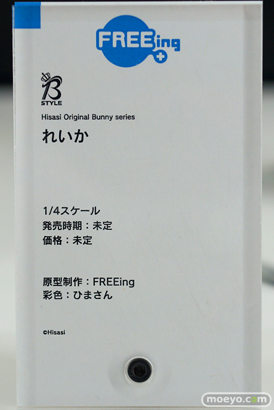 FREEing
B
STYLE
Hisasi Original Bunny series
れいか
1/4スケール
発売時期：未定
価格：未定
原型制作：FREEing
彩色：ひまさん
©Hisasi
moeyo.com